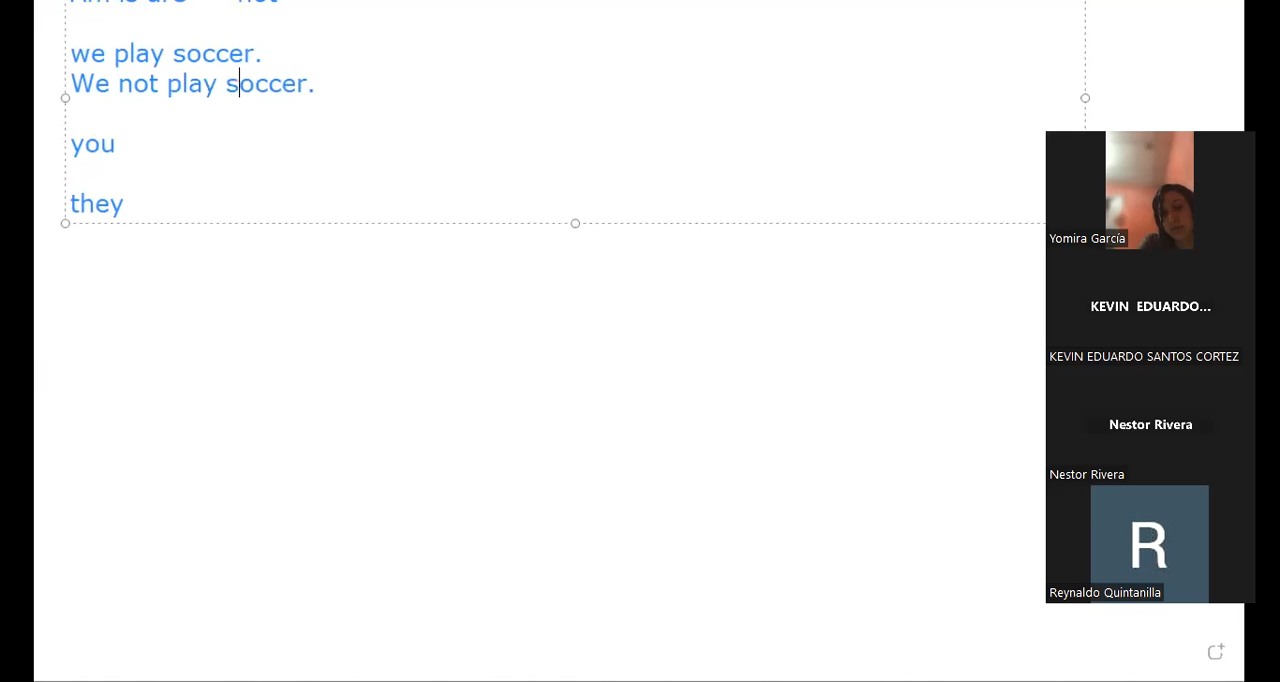 we play soccer.
We not play soccer.
you
they
Yomira García
KEVIN EDUARDO...
KEVIN EDUARDO SANTOS CORTEZ
Nestor Rivera
Nestor Rivera
R
Reynaldo Quintanilla